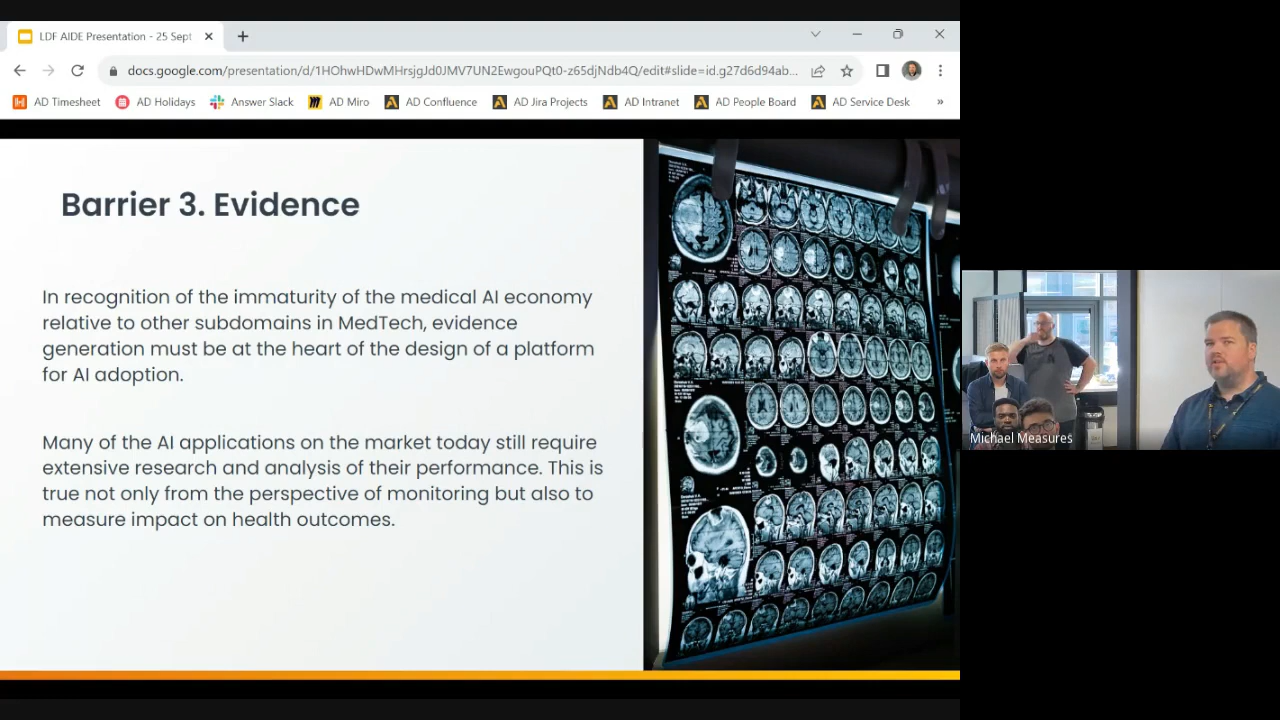 LDF AIDE Presentation - 25 Sept
docs.google.com/presentation/d/1HOhwHDwMHrsjgJd0JMV7UN2EwgouPQt0-z65djNdb4Q/edit#slide=id.g27d6d94ab...
AD Timesheet
AD Holidays
Answer Slack
AD Miro
AD Confluence
AD Jira Projects
AD Intranet
AD People Board
AD Service Desk
»
Barrier 3. Evidence
In recognition of the immaturity of the medical AI economy
relative to other subdomains in MedTech, evidence
generation must be at the heart of the design of a platform
for AI adoption.
Many of the AI applications on the market today still require
extensive research and analysis of their performance. This is
true not only from the perspective of monitoring but also to
measure impact on health outcomes.
Michael Measures